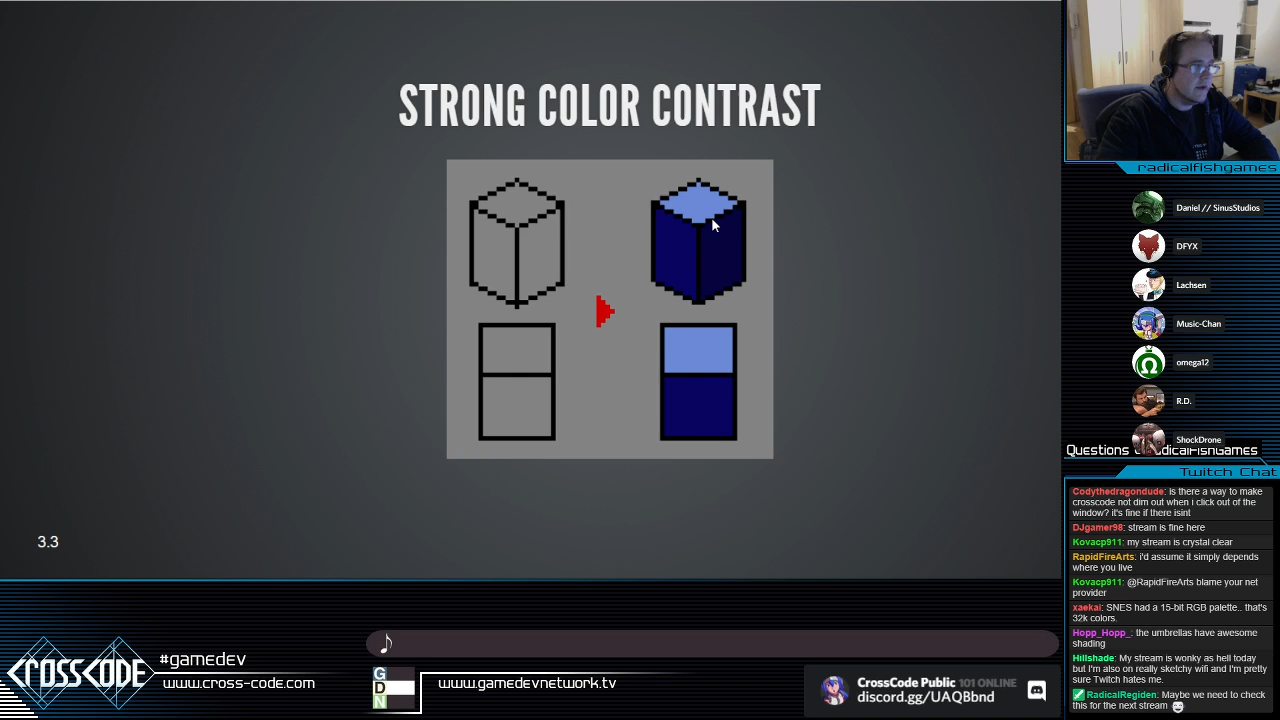 STRONG COLOR CONTRAST
3.3
radicalfishgames
Daniel // SinusStudios
DFYX
Lachsen
Music-Chan
omega12
R.D.
ShockDrone
Questions
dicalFishGames
Twitch Chat
Codythedragondude: Is there a way to make
crosscode not dim out when i click out of the
window? it's fine if there isint
DJgamer98: stream is fine here
Kovacp911: my stream is crystal clear
RapidFireArts: i'd assume it simply depends
where you live
Kovacp911: @RapidFireArts blame your net
provider
xaekai: SNES had a 15-bit RGB palette.. that's
32k colors.
Hopp_Hopp_: the umbrellas have awesome
shading
Hillshade: My stream is wonky as hell today
but I'm also on really sketchy wifi and I'm pretty
sure Twitch hates me.
RadicalRegiden: Maybe we need to check
this for the next stream
CROSSCODE
#gamedev
www.cross-code.com
G
D
N
www.gamedevnetwork.tv
CrossCode Public 101 ONLINE
discord.gg/UAQBbnd